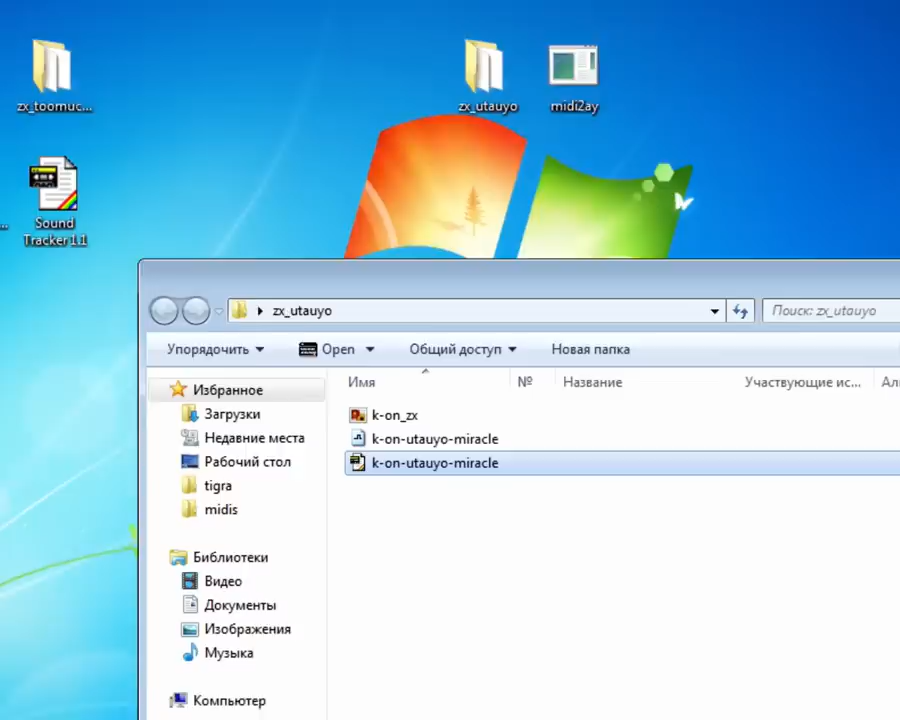 zx_toomuc...
zx_utauyo
midi2ay
...
Sound
Tracker 1.1
zx_utauyo
Поиск: zx_utauyo
Упорядочить
Open
Общий доступ
Новая папка
Имя
№
Название
Участвующие ис...
Ал
Избранное
Загрузки
Недавние места
Рабочий стол
tigra
midis
Библиотеки
Видео
Документы
Изображения
Музыка
Компьютер
k-on_zx
k-on-utauyo-miracle
k-on-utauyo-miracle